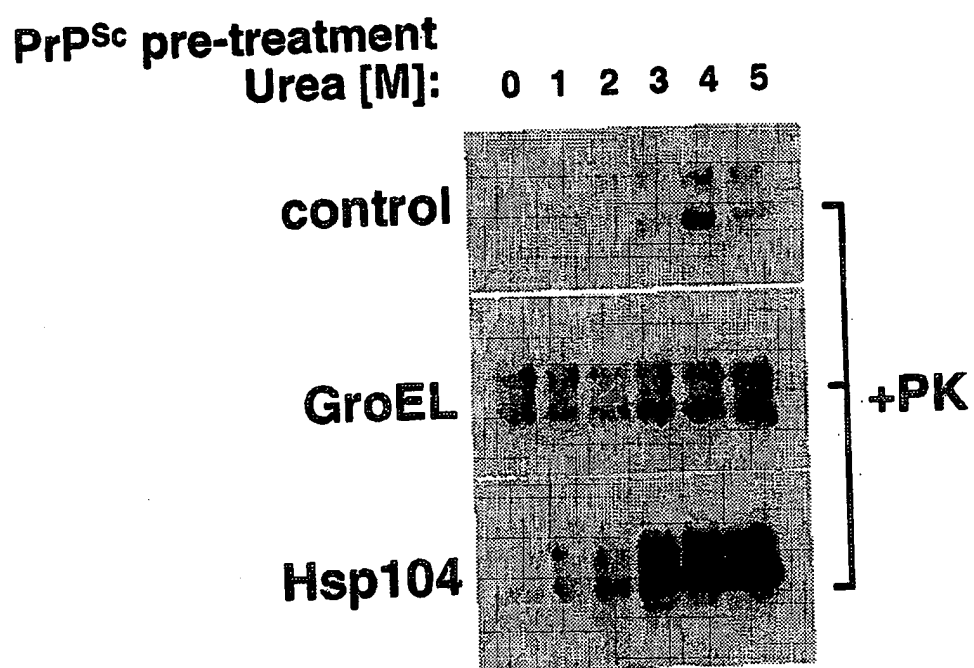 PrPSc pre-treatment
Urea [M]: 0 1 2 3 4 5
control
GroEL
+PK
Hsp104